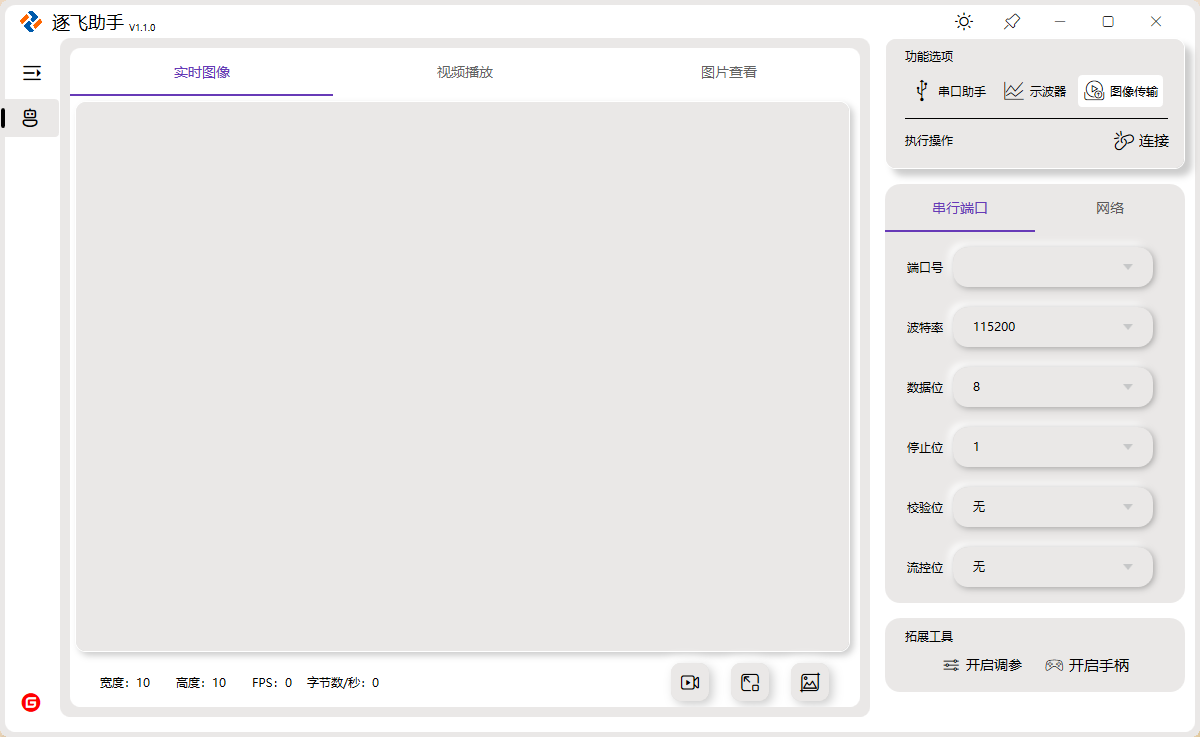 逐飞助手 V1.1.0
实时图像 视频播放 图片查看
宽度：10 高度：10 FPS：0 字节数/秒：0
功能选项
串口助手 示波器 图像传输
执行操作 连接
串行端口 网络
端口号
波特率 115200
数据位 8
停止位 1
校验位 无
流控位 无
拓展工具
开启调参 开启手柄
G